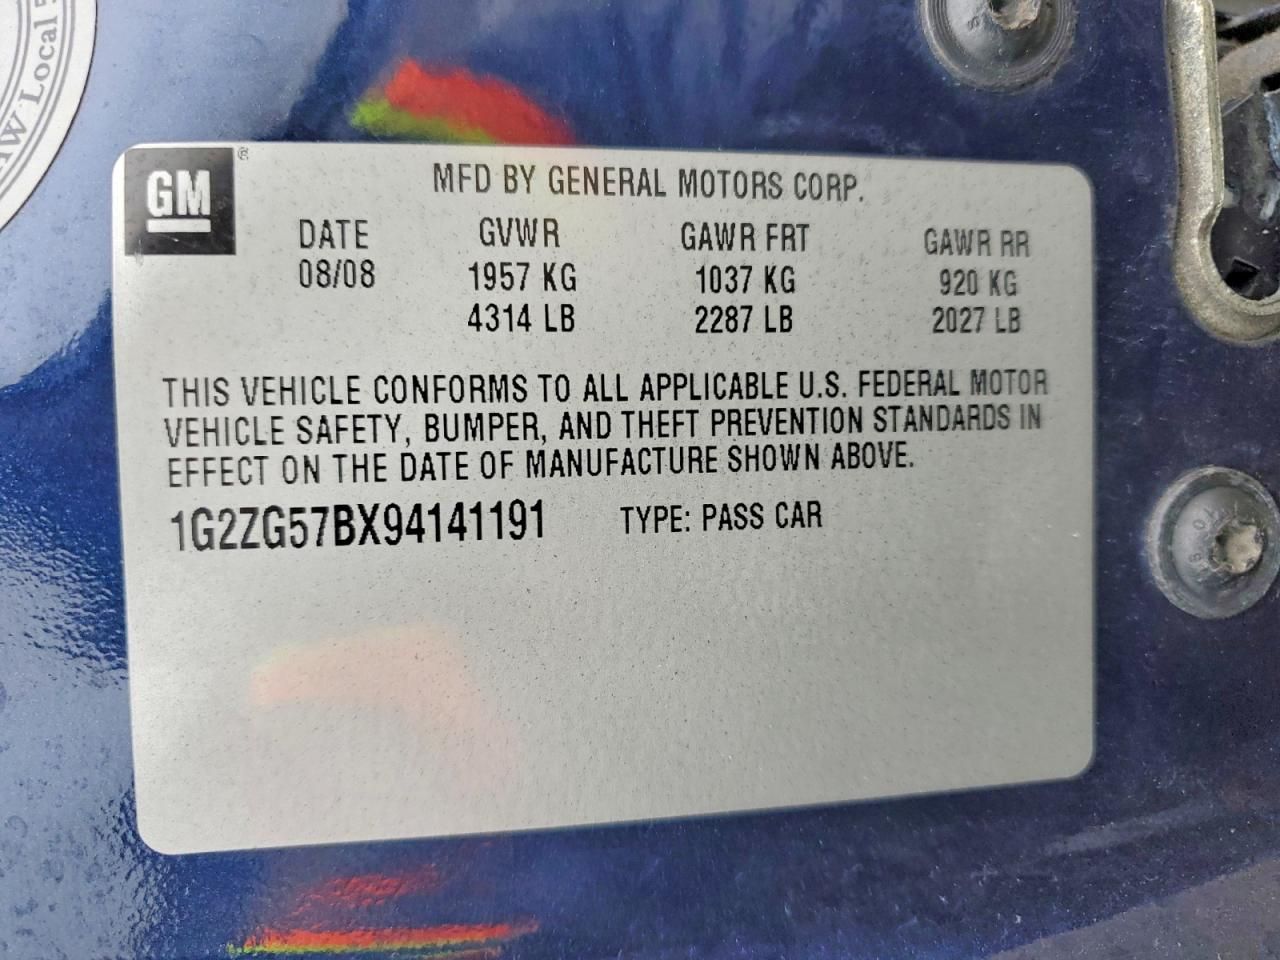 W Local 5
GM ®
MFD BY GENERAL MOTORS CORP.
DATE GVWR GAWR FRT GAWR RR
08/08 1957 KG 1037 KG 920 KG
4314 LB 2287 LB 2027 LB
THIS VEHICLE CONFORMS TO ALL APPLICABLE U.S. FEDERAL MOTOR
VEHICLE SAFETY, BUMPER, AND THEFT PREVENTION STANDARDS IN
EFFECT ON THE DATE OF MANUFACTURE SHOWN ABOVE.
1G2ZG57BX94141191 TYPE: PASS CAR